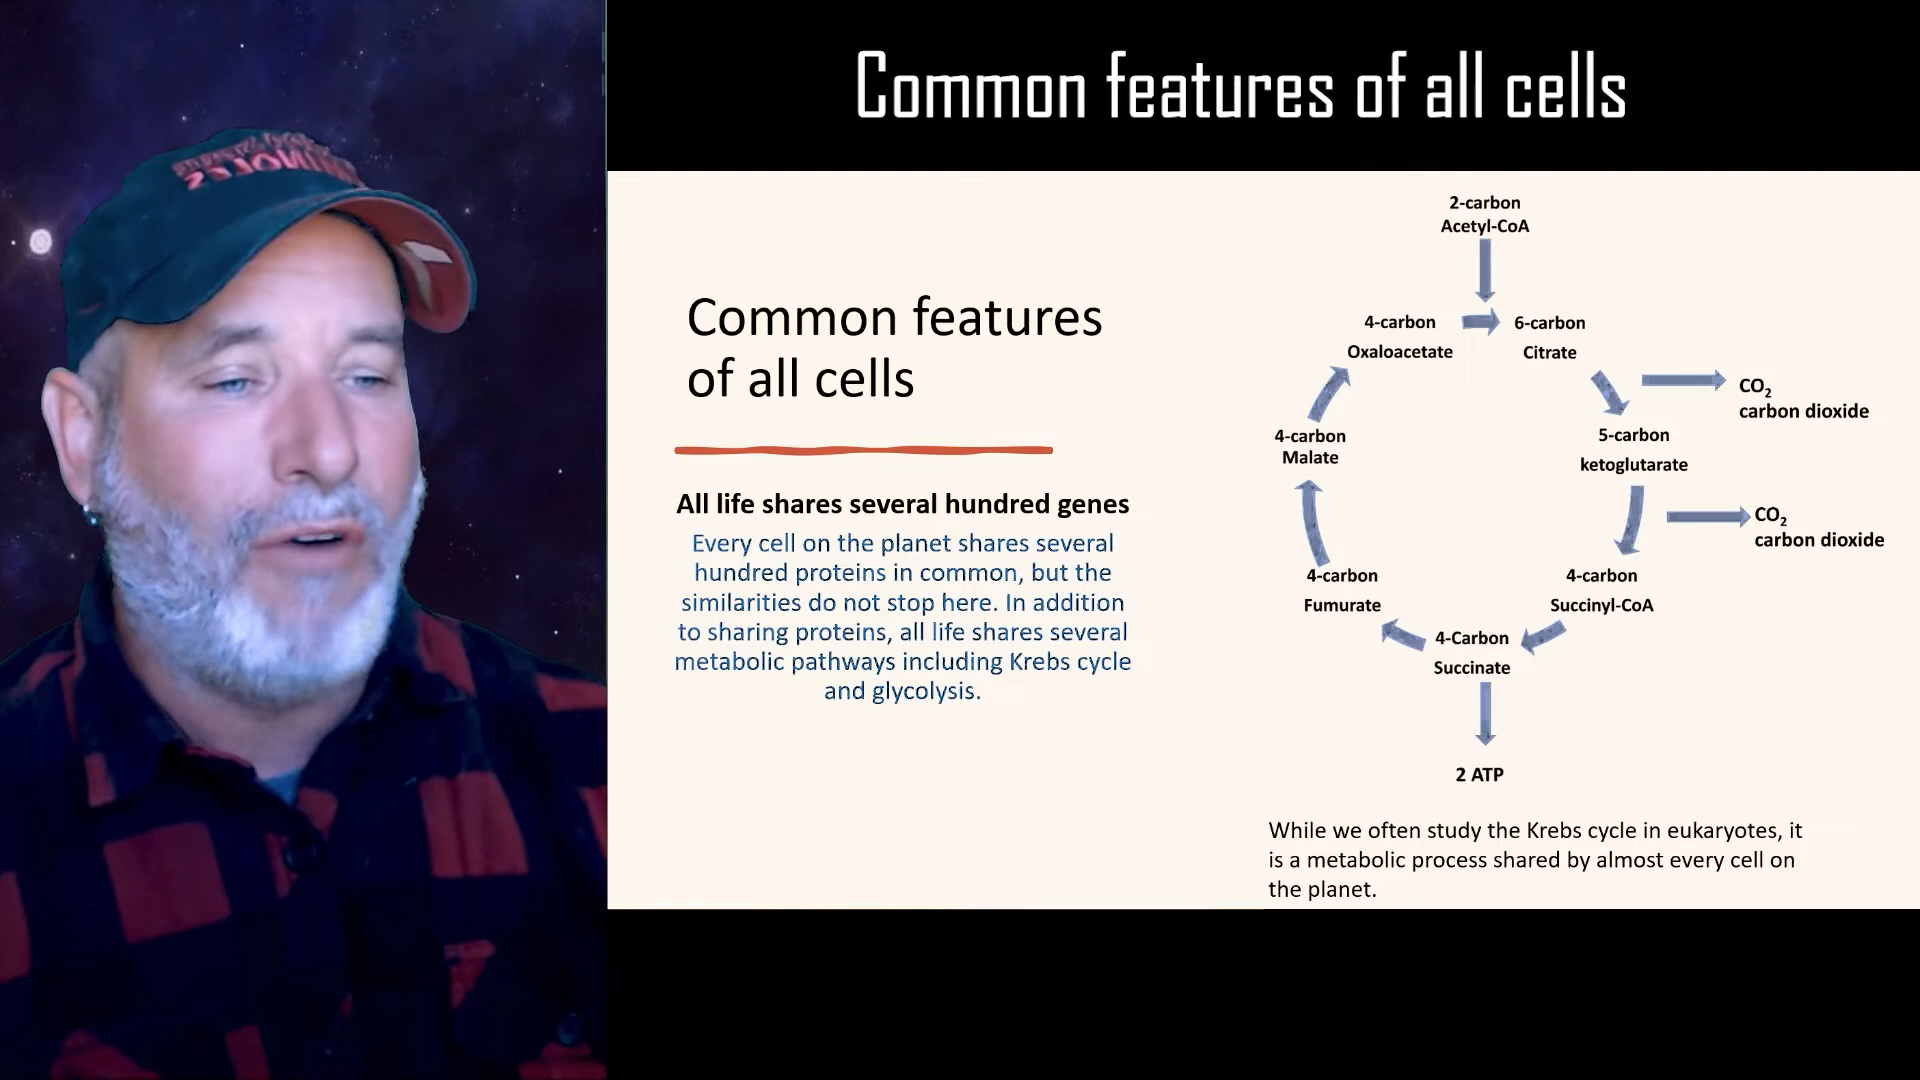 Common features of all cells
Common features
of all cells
All life shares several hundred genes
Every cell on the planet shares several
hundred proteins in common, but the
similarities do not stop here. In addition
to sharing proteins, all life shares several
metabolic pathways including Krebs cycle
and glycolysis.
2-carbon
Acetyl-CoA
4-carbon
Oxaloacetate
6-carbon
Citrate
CO2
carbon dioxide
5-carbon
ketoglutarate
CO2
carbon dioxide
4-carbon
Succinyl-CoA
4-Carbon
Succinate
2 ATP
4-carbon
Fumurate
4-carbon
Malate
While we often study the Krebs cycle in eukaryotes, it
is a metabolic process shared by almost every cell on
the planet.